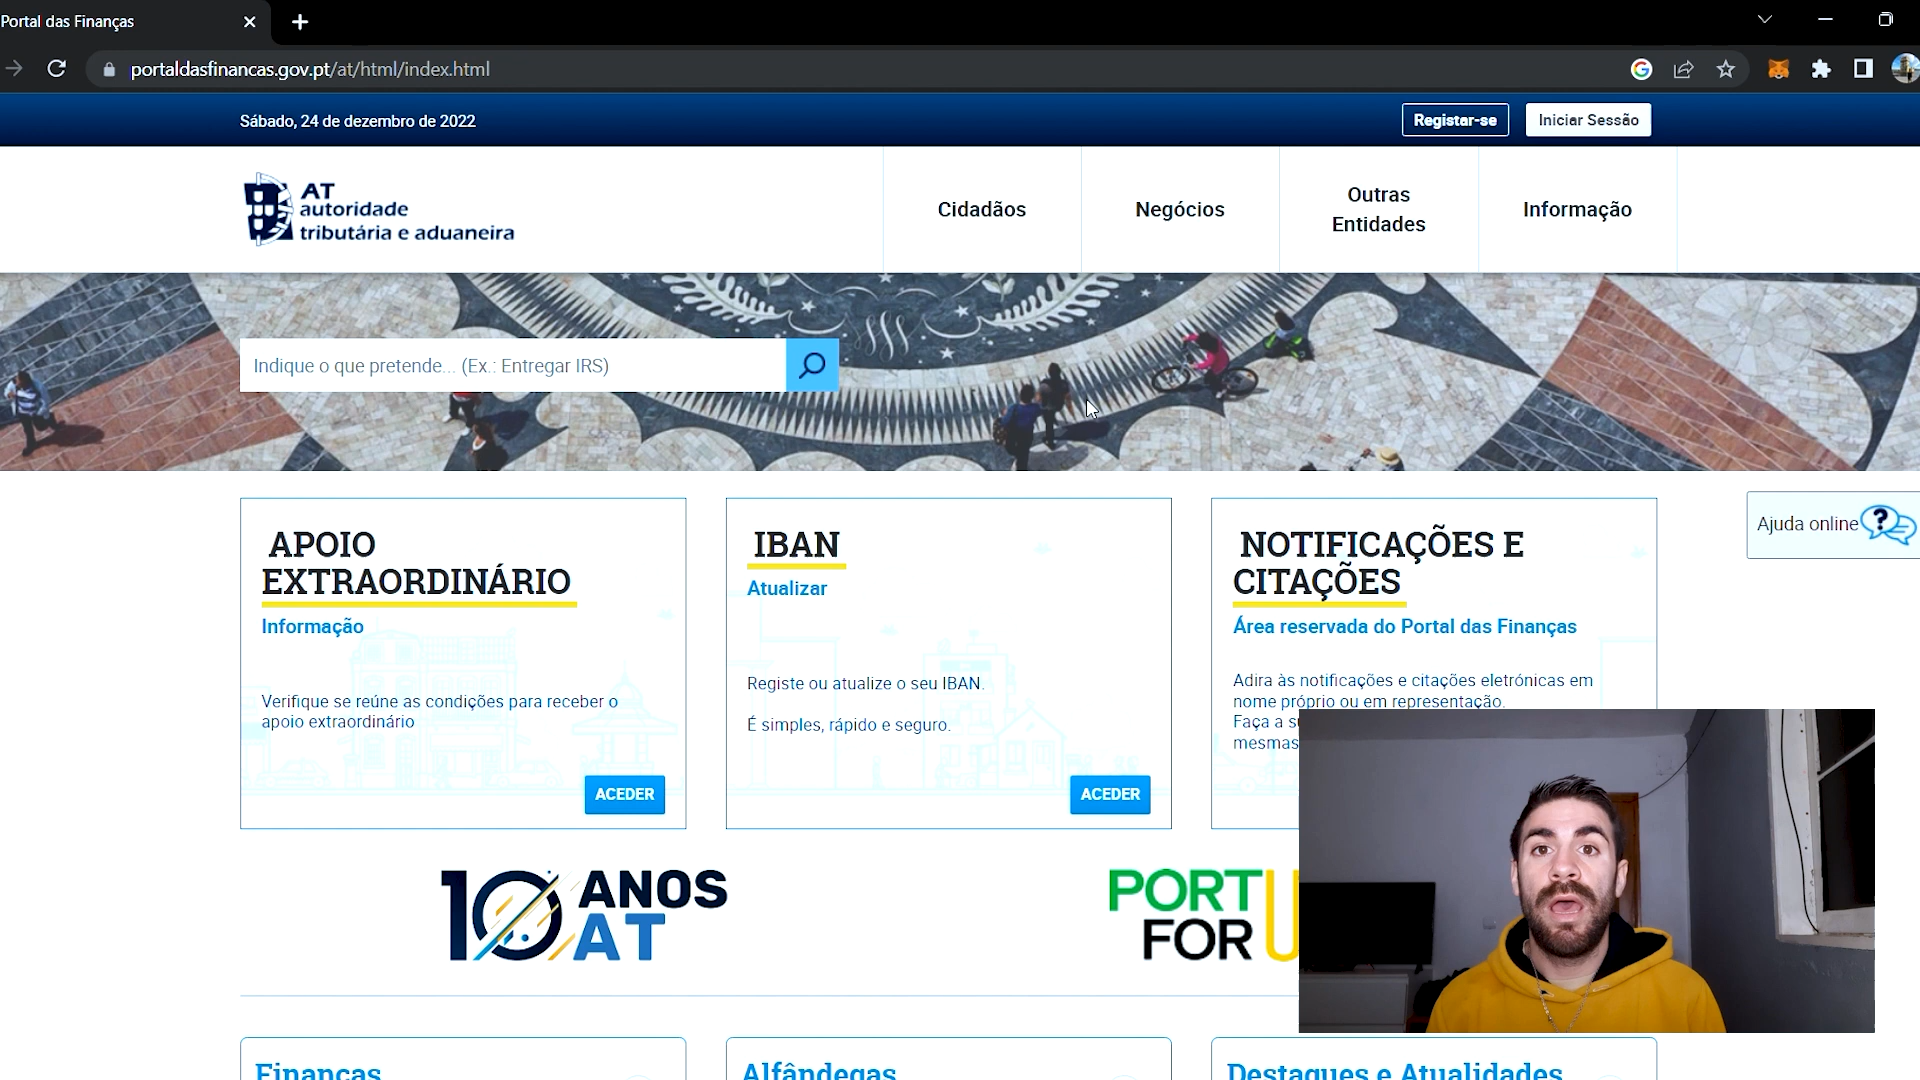 Portal das Finanças
portaldasfinancas.gov.pt/at/html/index.html
Sábado, 24 de dezembro de 2022
Registar-se
Iniciar Sessão
AT
autoridade
tributária e aduaneira
Cidadãos
Negócios
Outras
Entidades
Informação
Indique o que pretende... (Ex.: Entregar IRS)
APOIO
EXTRAORDINÁRIO
Informação
Verifique se reúne as condições para receber o
apoio extraordinário
ACEDER
IBAN
Atualizar
Registe ou atualize o seu IBAN.
É simples, rápido e seguro.
ACEDER
NOTIFICAÇÕES E
CITAÇÕES
Área reservada do Portal das Finanças
Adira às notificações e citações eletrónicas em
nome próprio ou em representação.
Faça a
mesmas
Ajuda online
10 ANOS
AT
PORTU
FOR
Finanças
Alfândegas
Destaques e Atualidades